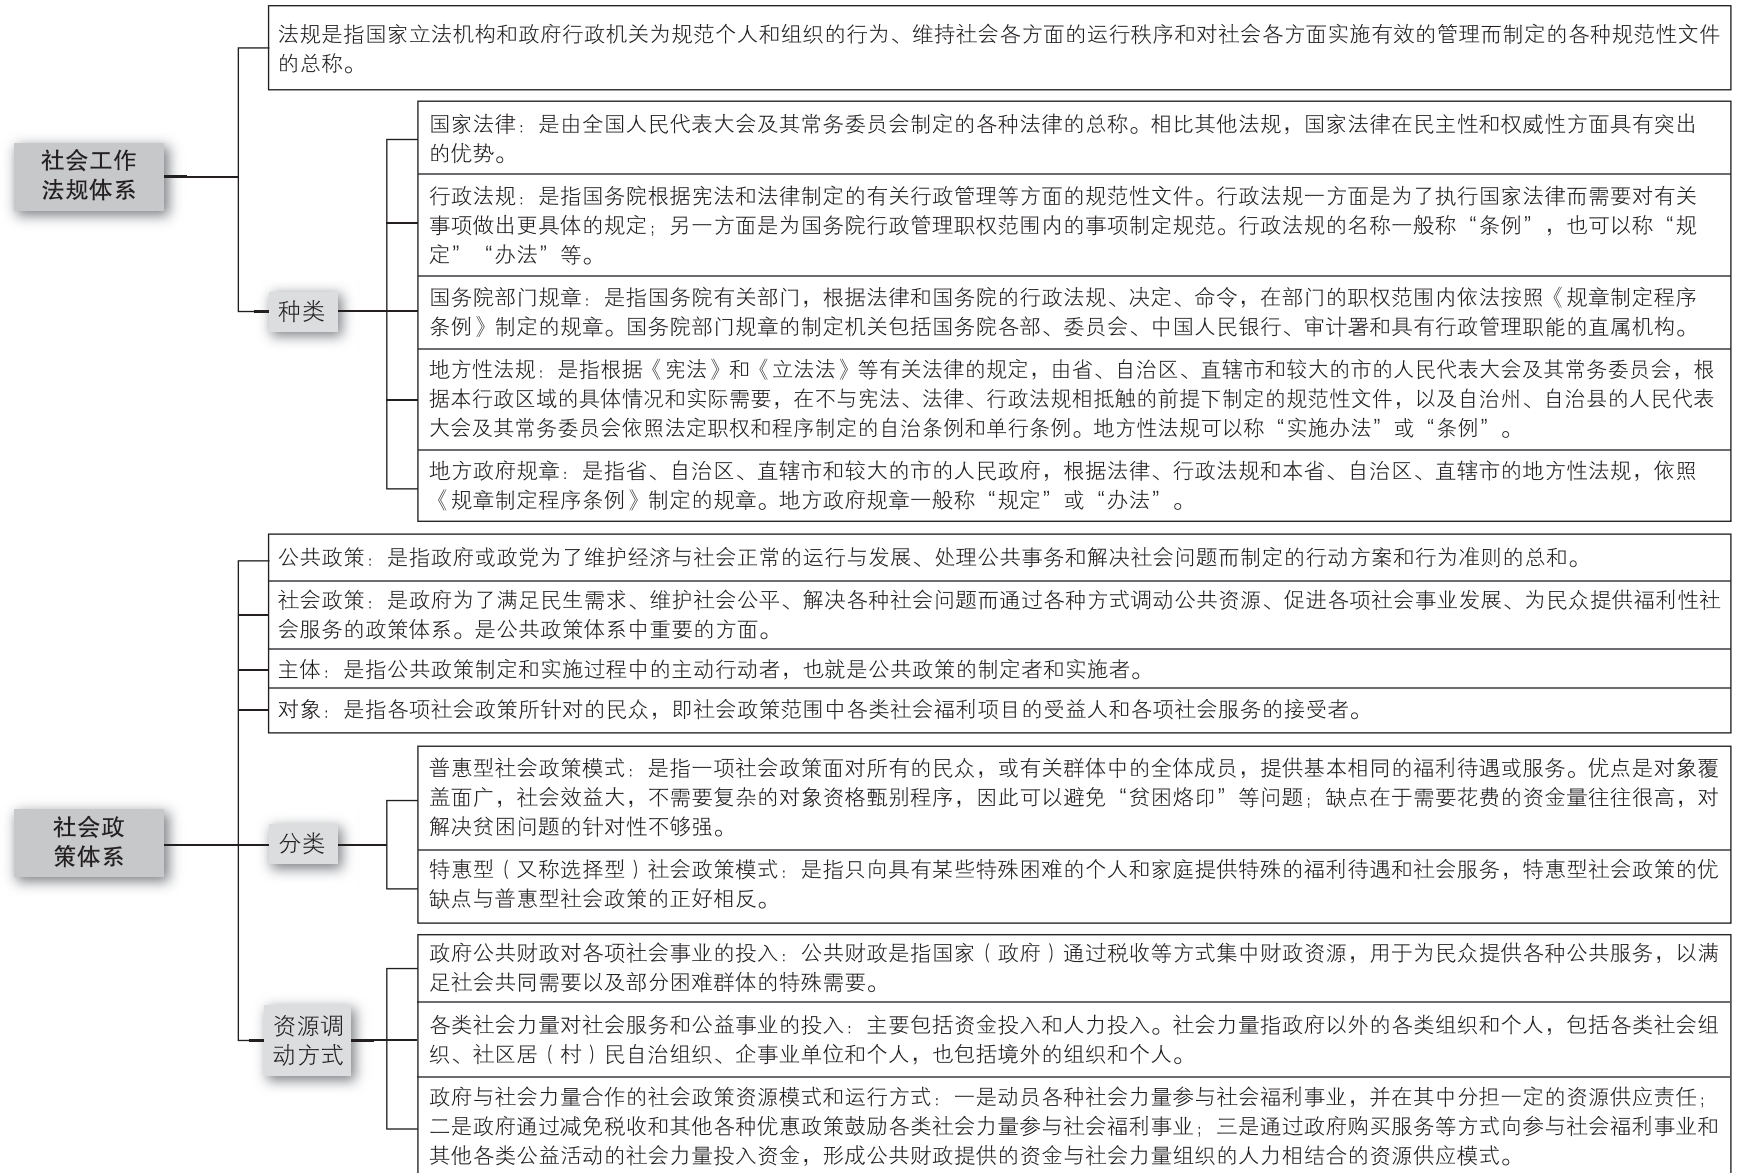 社会工作
法规体系
法规是指国家立法机构和政府行政机关为规范个人和组织的行为、维持社会各方面的运行秩序和对社会各方面实施有效的管理而制定的各种规范性文件
的总称。
种类
国家法律：是由全国人民代表大会及其常务委员会制定的各种法律的总称。相比其他法规，国家法律在民主性和权威性方面具有突出
的优势。
行政法规：是指国务院根据宪法和法律制定的有关行政管理等方面的规范性文件。行政法规一方面是为了执行国家法律而需要对有关
事项做出更具体的规定；另一方面是为国务院行政管理职权范围内的事项制定规范。行政法规的名称一般称“条例”，也可以称“规
定”“办法”等。
国务院部门规章：是指国务院有关部门，根据法律和国务院的行政法规、决定、命令，在部门的职权范围内依法按照《规章制定程序
条例》制定的规章。国务院部门规章的制定机关包括国务院各部、委员会、中国人民银行、审计署和具有行政管理职能的直属机构。
地方性法规：是指根据《宪法》和《立法法》等有关法律的规定，由省、自治区、直辖市和较大的市的人民代表大会及其常务委员会，根
据本行政区域的具体情况和实际需要，在不与宪法、法律、行政法规相抵触的前提下制定的规范性文件，以及自治州、自治县的人民代表
大会及其常务委员会依照法定职权和程序制定的自治条例和单行条例。地方性法规可以称“实施办法”或“条例”。
地方政府规章：是指省、自治区、直辖市和较大的市的人民政府，根据法律、行政法规和本省、自治区、直辖市的地方性法规，依照
《规章制定程序条例》制定的规章。地方政府规章一般称“规定”或“办法”。
社会政
策体系
公共政策：是指政府或政党为了维护经济与社会正常的运行与发展、处理公共事务和解决社会问题而制定的行动方案和行为准则的总和。
社会政策：是政府为了满足民生需求、维护社会公平、解决各种社会问题而通过各种方式调动公共资源、促进各项社会事业发展、为民众提供福利性社
会服务的政策体系。是公共政策体系中重要的方面。
主体：是指公共政策制定和实施过程中的主动行动者，也就是公共政策的制定者和实施者。
对象：是指各项社会政策所针对的民众，即社会政策范围中各类社会福利项目的受益人和各项社会服务的接受者。
分类
普惠型社会政策模式：是指一项社会政策面对所有的民众，或有关群体中的全体成员，提供基本相同的福利待遇或服务。优点是对象覆
盖面广，社会效益大，不需要复杂的对象资格甄别程序，因此可以避免“贫困烙印”等问题；缺点在于需要花费的资金量往往很高，对
解决贫困问题的针对性不够强。
特惠型（又称选择型）社会政策模式：是指只向具有某些特殊困难的个人和家庭提供特殊的福利待遇和社会服务，特惠型社会政策的优
缺点与普惠型社会政策的正好相反。
资源调
动方式
政府公共财政对各项社会事业的投入：公共财政是指国家（政府）通过税收等方式集中财政资源，用于为民众提供各种公共服务，以满
足社会共同需要以及部分困难群体的特殊需要。
各类社会力量对社会服务和公益事业的投入：主要包括资金投入和人力投入。社会力量指政府以外的各类组织和个人，包括各类社会组
织、社区居（村）民自治组织、企事业单位和个人，也包括境外的组织和个人。
政府与社会力量合作的社会政策资源模式和运行方式：一是动员各种社会力量参与社会福利事业，并在其中分担一定的资源供应责任；
二是政府通过减免税收和其他各种优惠政策鼓励各类社会力量参与社会福利事业；三是通过政府购买服务等方式向参与社会福利事业和
其他各类公益活动的社会力量投入资金，形成公共财政提供的资金与社会力量组织的人力相结合的资源供应模式。